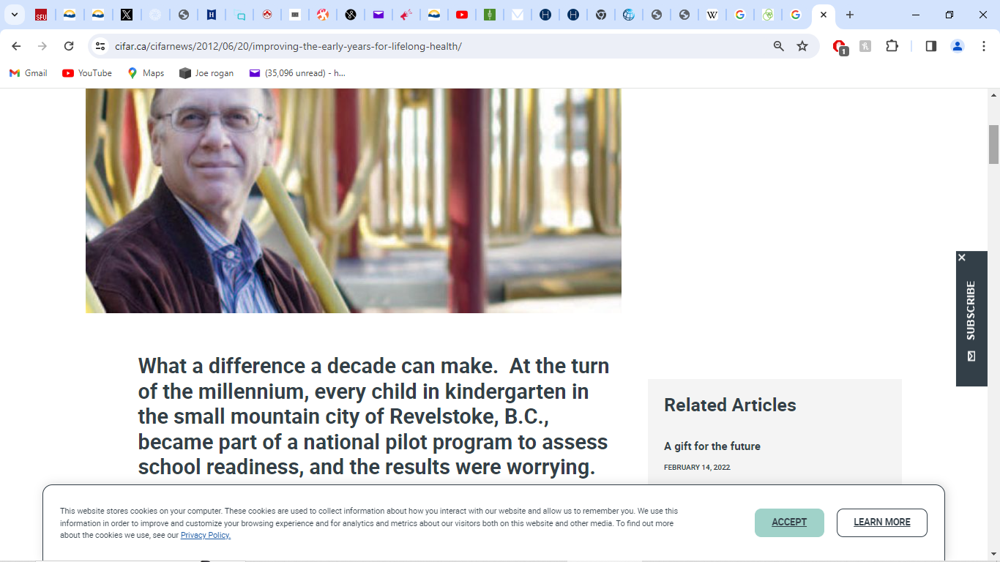 SFU
cifar.ca/cifarnews/2012/06/20/improving-the-early-years-for-lifelong-health/
1
Gmail
YouTube
Maps
Joe rogan
(35,096 unread) - h...
SUBSCRIBE
What a difference a decade can make.  At the turn
of the millennium, every child in kindergarten in
the small mountain city of Revelstoke, B.C.,
became part of a national pilot program to assess
school readiness, and the results were worrying.
Related Articles
A gift for the future
FEBRUARY 14, 2022
This website stores cookies on your computer. These cookies are used to collect information about how you interact with our website and allow us to remember you. We use this
information in order to improve and customize your browsing experience and for analytics and metrics about our visitors both on this website and other media. To find out more
about the cookies we use, see our Privacy Policy.
ACCEPT
LEARN MORE